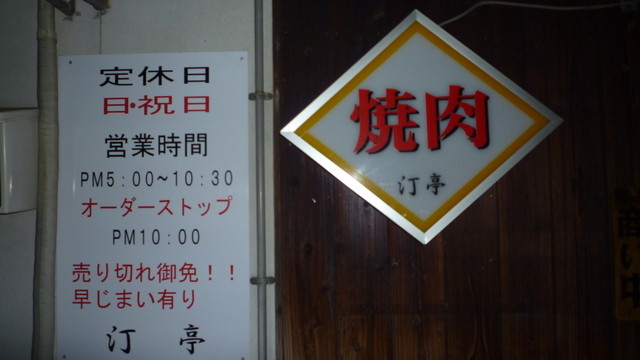 定休日
日・祝日
営業時間
PM5:00～10:30
オーダーストップ
PM10:00
売り切れ御免!!
早じまい有り
汀亭
焼肉
汀亭